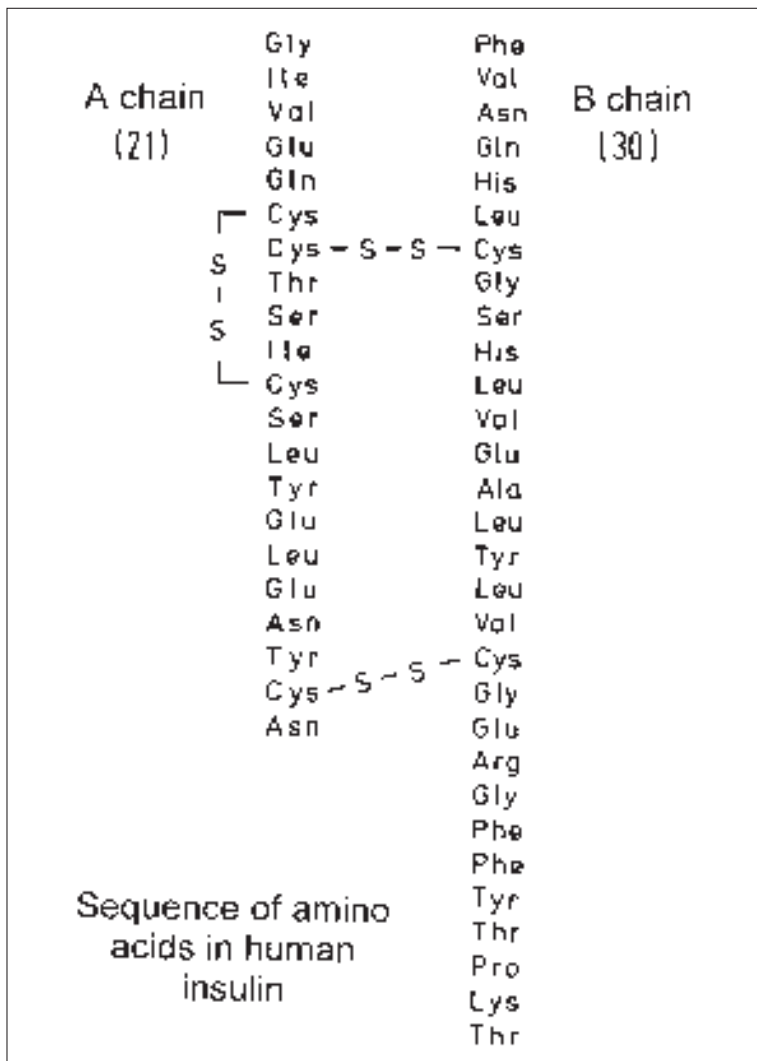 A chain
(21)
Gly
Ile
Val
Glu
Gln
Cys
Cys - S - S - Cys
Thr
Ser
Ile
Cys
Ser
Leu
Tyr
Glu
Leu
Glu
Asn
Tyr
Cys - S - S - Cys
Asn
S
S
B chain
(30)
Phe
Val
Asn
Gln
His
Leu
Gly
Ser
His
Leu
Val
Glu
Ala
Leu
Tyr
Leu
Val
Gly
Glu
Arg
Gly
Phe
Phe
Tyr
Thr
Pro
Lys
Thr
Sequence of amino
acids in human
insulin